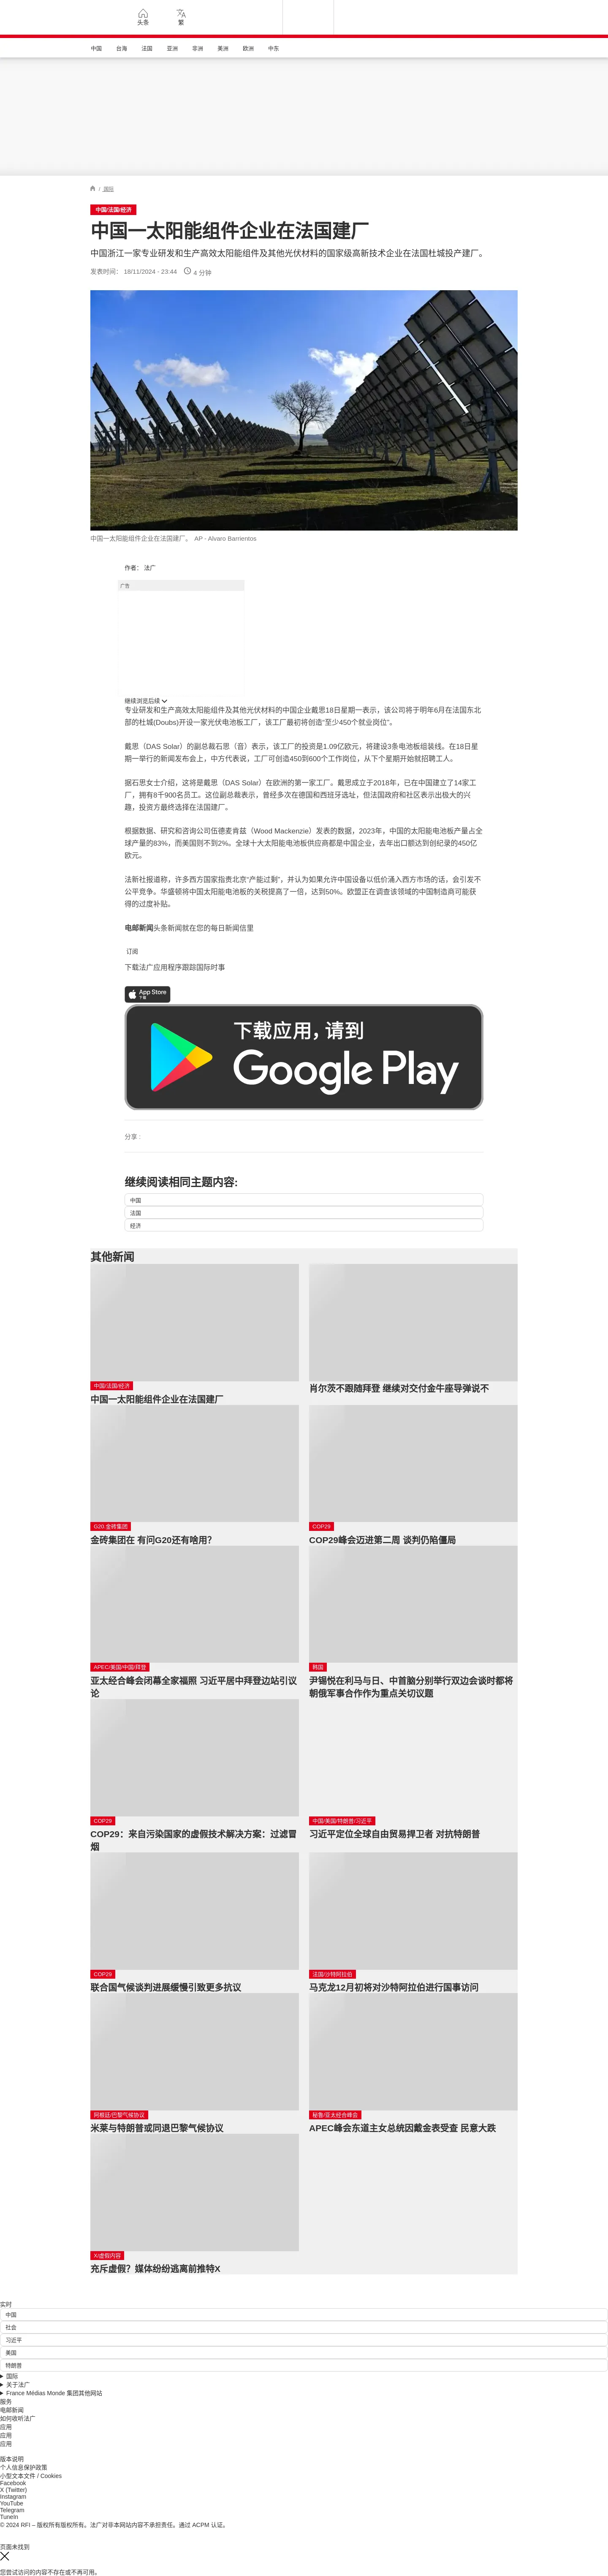 头条
繁
中国
台海
法国
亚洲
非洲
美洲
欧洲
中东
/ 国际
中国/法国/经济
中国一太阳能组件企业在法国建厂
中国浙江一家专业研发和生产高效太阳能组件及其他光伏材料的国家级高新技术企业在法国杜城投产建厂。
发表时间： 18/11/2024 - 23:44 4 分钟
中国一太阳能组件企业在法国建厂。 AP - Alvaro Barrientos
作者： 法广
广告
继续浏览后续
专业研发和生产高效太阳能组件及其他光伏材料的中国企业戴思18日星期一表示，该公司将于明年6月在法国东北
部的杜城(Doubs)开设一家光伏电池板工厂，该工厂最初将创造“至少450个就业岗位”。
戴思（DAS Solar）的副总裁石思（音）表示，该工厂的投资是1.09亿欧元，将建设3条电池板组装线。在18日星
期一举行的新闻发布会上，中方代表说，工厂可创造450到600个工作岗位，从下个星期开始就招聘工人。
据石思女士介绍，这将是戴思（DAS Solar）在欧洲的第一家工厂。戴思成立于2018年，已在中国建立了14家工
厂，拥有8千900名员工。这位副总裁表示，曾经多次在德国和西班牙选址，但法国政府和社区表示出极大的兴
趣，投资方最终选择在法国建厂。
根据数据、研究和咨询公司伍德麦肯兹（Wood Mackenzie）发表的数据，2023年，中国的太阳能电池板产量占全
球产量的83%，而美国则不到2%。全球十大太阳能电池板供应商都是中国企业，去年出口额达到创纪录的450亿
欧元。
法新社报道称，许多西方国家指责北京“产能过剩”，并认为如果允许中国设备以低价涌入西方市场的话，会引发不
公平竞争。华盛顿将中国太阳能电池板的关税提高了一倍，达到50%。欧盟正在调查该领域的中国制造商可能获
得的过度补贴。
电邮新闻头条新闻就在您的每日新闻信里
订阅
下载法广应用程序跟踪国际时事
App Store
下载
下载应用，请到
Google Play
分享 :
继续阅读相同主题内容:
中国
法国
经济
其他新闻
中国/法国/经济
中国一太阳能组件企业在法国建厂
肖尔茨不跟随拜登 继续对交付金牛座导弹说不
G20.金砖集团
金砖集团在 有问G20还有啥用？
COP29
COP29峰会迈进第二周 谈判仍陷僵局
APEC/美国/中国/拜登
亚太经合峰会闭幕全家福照 习近平居中拜登边站引议
论
韩国
尹锡悦在利马与日、中首脑分别举行双边会谈时都将
朝俄军事合作作为重点关切议题
COP29
COP29：来自污染国家的虚假技术解决方案：过滤冒
烟
中国/美国/特朗普/习近平
习近平定位全球自由贸易捍卫者 对抗特朗普
COP29
联合国气候谈判进展缓慢引致更多抗议
法国/沙特阿拉伯
马克龙12月初将对沙特阿拉伯进行国事访问
阿根廷/巴黎气候协议
米莱与特朗普或同退巴黎气候协议
秘鲁/亚太经合峰会
APEC峰会东道主女总统因戴金表受查 民意大跌
X/虚假内容
充斥虚假？媒体纷纷逃离前推特X
实时
中国
社会
习近平
美国
特朗普
国际
关于法广
France Médias Monde 集团其他网站
服务
电邮新闻
如何收听法广
应用
应用
应用
版本说明
个人信息保护政策
小型文本文件 / Cookies
Facebook
X (Twitter)
Instagram
YouTube
Telegram
TuneIn
© 2024 RFI – 版权所有版权所有。法广对非本网站内容不承担责任。通过 ACPM 认证。
页面未找到
您尝试访问的内容不存在或不再可用。